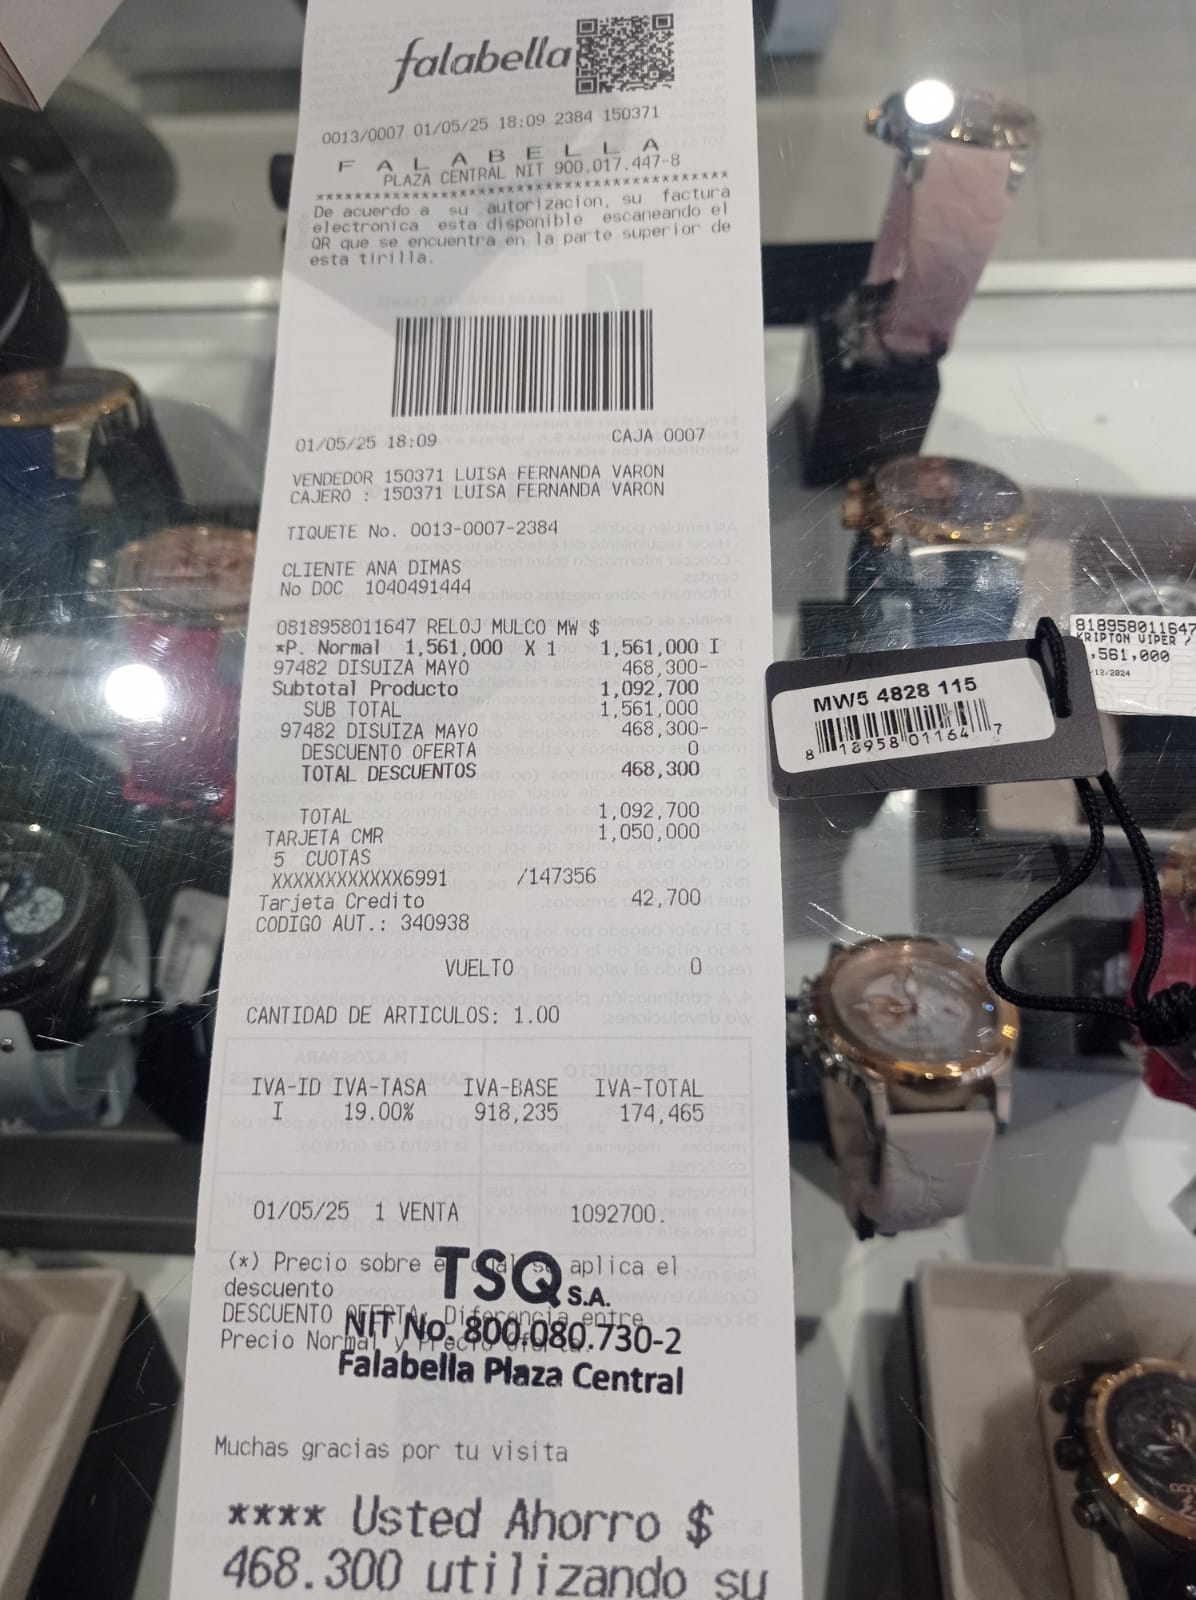 falabella
0013/0007 01/05/25 18:09 2384 150371
F A L A B E L L A
PLAZA CENTRAL NIT 900.017.447-8
******************************************
De acuerdo a su autorizacion, su factura
electronica esta disponible escaneando el
QR que se encuentra en la parte superior de
esta tirilla.
01/05/25 18:09 CAJA 0007
VENDEDOR 150371 LUISA FERNANDA VARON
CAJERO : 150371 LUISA FERNANDA VARON
TIQUETE No. 0013-0007-2384
CLIENTE ANA DIMAS
No DOC 1040491444
0818958011647 RELOJ MULCO MW $
*P. Normal 1,561,000 X 1 1,561,000 I
97482 DISUIZA MAYO 468,300-
Subtotal Producto 1,092,700
SUB TOTAL 1,561,000
97482 DISUIZA MAYO 468,300-
DESCUENTO OFERTA 0
TOTAL DESCUENTOS 468,300
TOTAL 1,092,700
TARJETA CMR 1,050,000
5 CUOTAS
XXXXXXXXXXXX6991 /147356
Tarjeta Credito 42,700
CODIGO AUT.: 340938
VUELTO 0
CANTIDAD DE ARTICULOS: 1.00
IVA-ID IVA-TASA IVA-BASE IVA-TOTAL
I 19.00% 918,235 174,465
01/05/25 1 VENTA 1092700.
(*) Precio sobre el cual se aplica el
descuento
DESCUENTO OFERTA: Diferencia entre
Precio Normal y Precio Oferta.
TSQ S.A.
NIT No. 800.080.730-2
Falabella Plaza Central
Muchas gracias por tu visita
**** Usted Ahorro $
468.300 utilizando su
MW5 4828 115
8 18958 01164 7
818958011647
KRIPTON VIPER /
,561,000
/12/2024